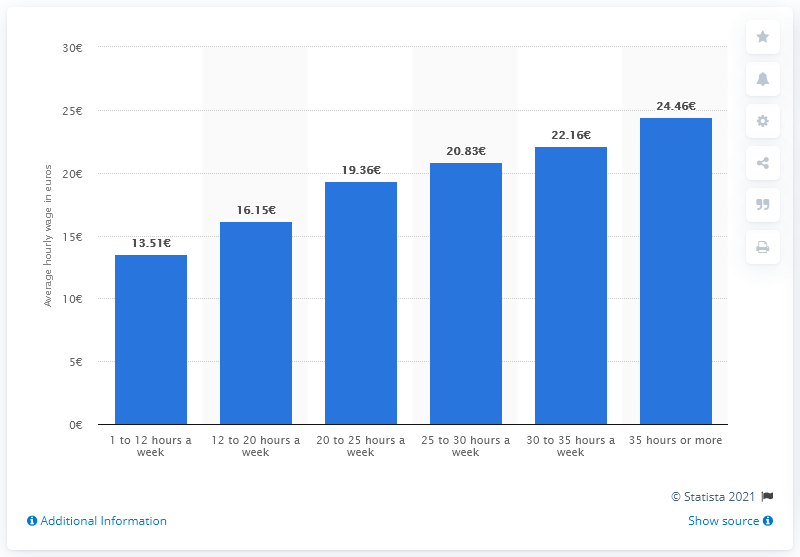 30€
25€
20€
15€
10€
5€
0€
Average hourly wage in euros
13.51€
16.15€
19.36€
20.83€
22.16€
24.46€
1 to 12 hours a
week
12 to 20 hours a
week
20 to 25 hours a
week
25 to 30 hours a
week
30 to 35 hours a
week
35 hours or more
© Statista 2021
Additional Information
Show source